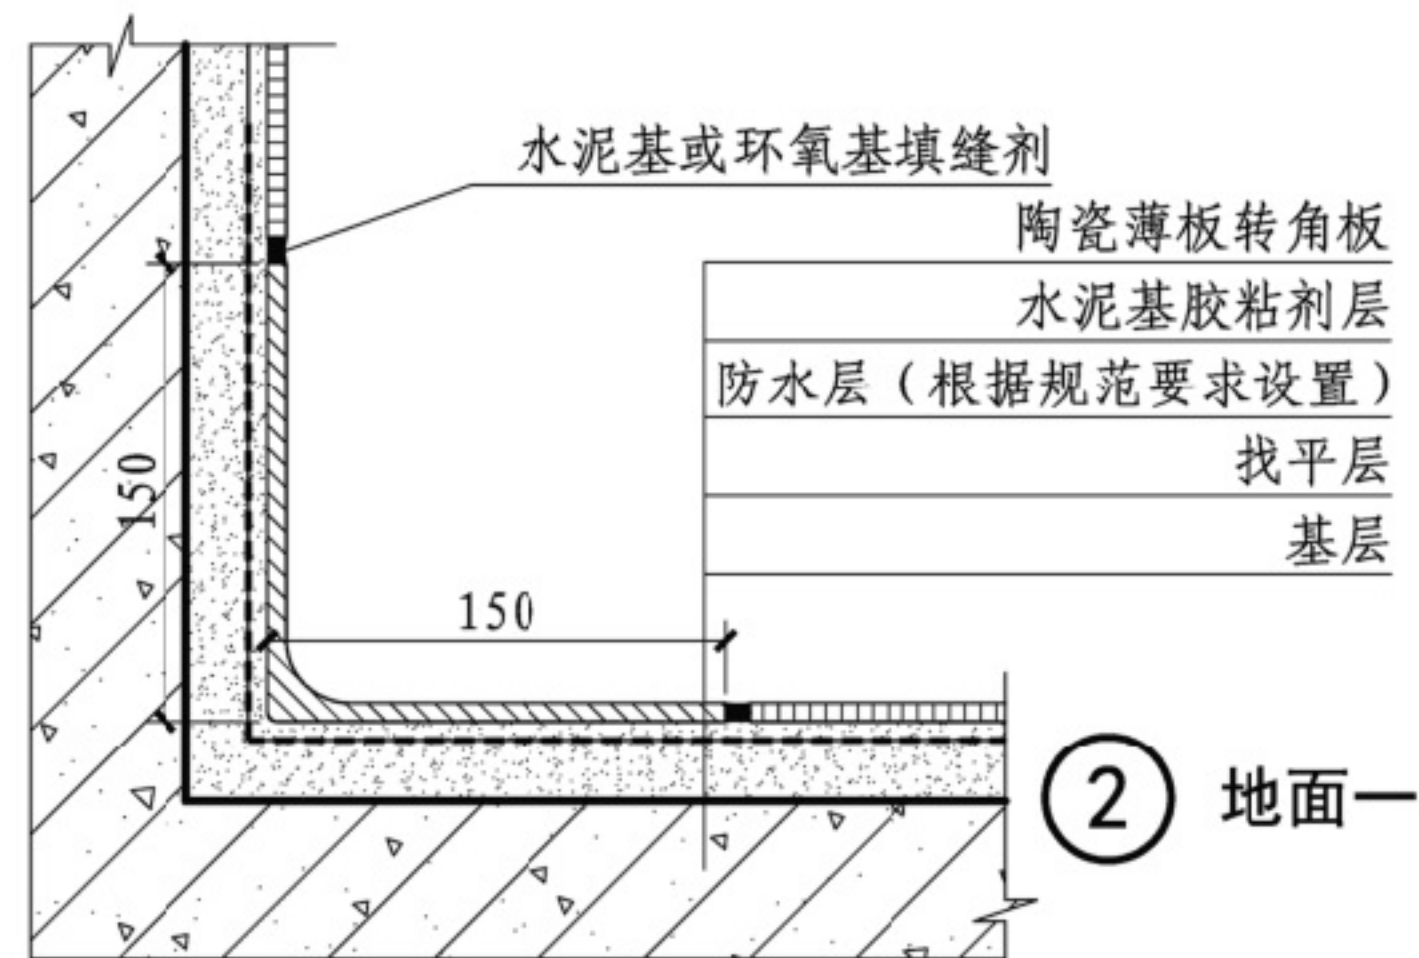 水泥基或环氧基填缝剂
陶瓷薄板转角板
水泥基胶粘剂层
防水层（根据规范要求设置）
找平层
基层
150
150
2 地面一